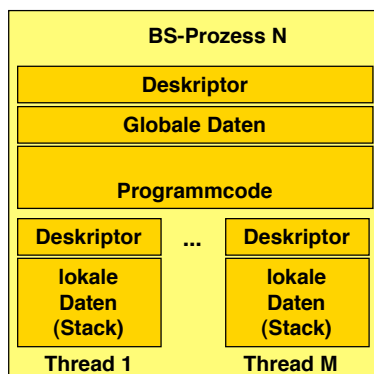 BS-Prozess N
Deskriptor
Globale Daten
Programmcode
Deskriptor ... Deskriptor
lokale lokale
Daten Daten
(Stack) (Stack)
Thread 1 Thread M